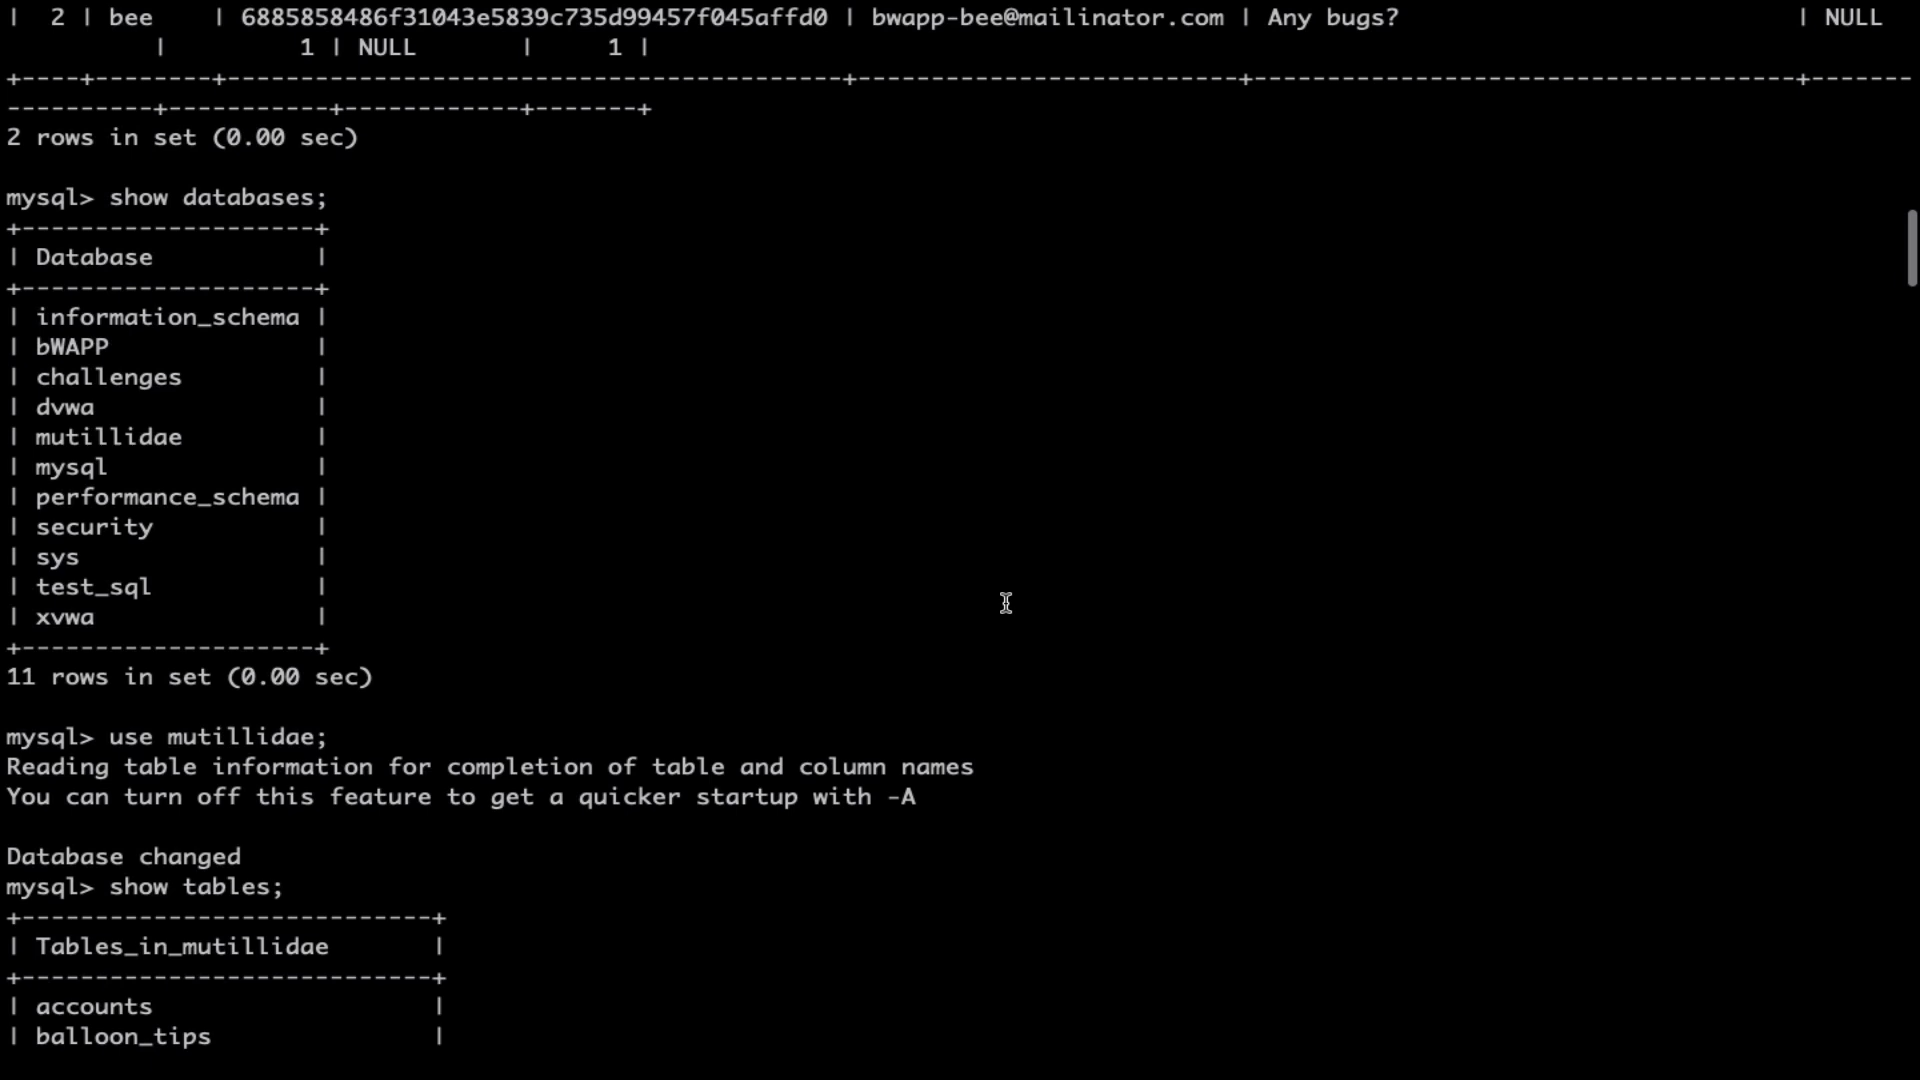 |  2 | bee    | 6885858486f31043e5839c735d99457f045affd0 | bwapp-bee@mailinator.com | Any bugs?                           | NULL
          |         1 | NULL       |     1 |
+----+--------+------------------------------------------+--------------------------+-------------------------------------+-------
----------+-----------+------------+-------+
2 rows in set (0.00 sec)

mysql> show databases;
+--------------------+
| Database           |
+--------------------+
| information_schema |
| bWAPP              |
| challenges         |
| dvwa               |
| mutillidae         |
| mysql              |
| performance_schema |
| security           |
| sys                |
| test_sql           |
| xvwa               |
+--------------------+
11 rows in set (0.00 sec)

mysql> use mutillidae;
Reading table information for completion of table and column names
You can turn off this feature to get a quicker startup with -A

Database changed
mysql> show tables;
+----------------------------+
| Tables_in_mutillidae       |
+----------------------------+
| accounts                   |
| balloon_tips               |